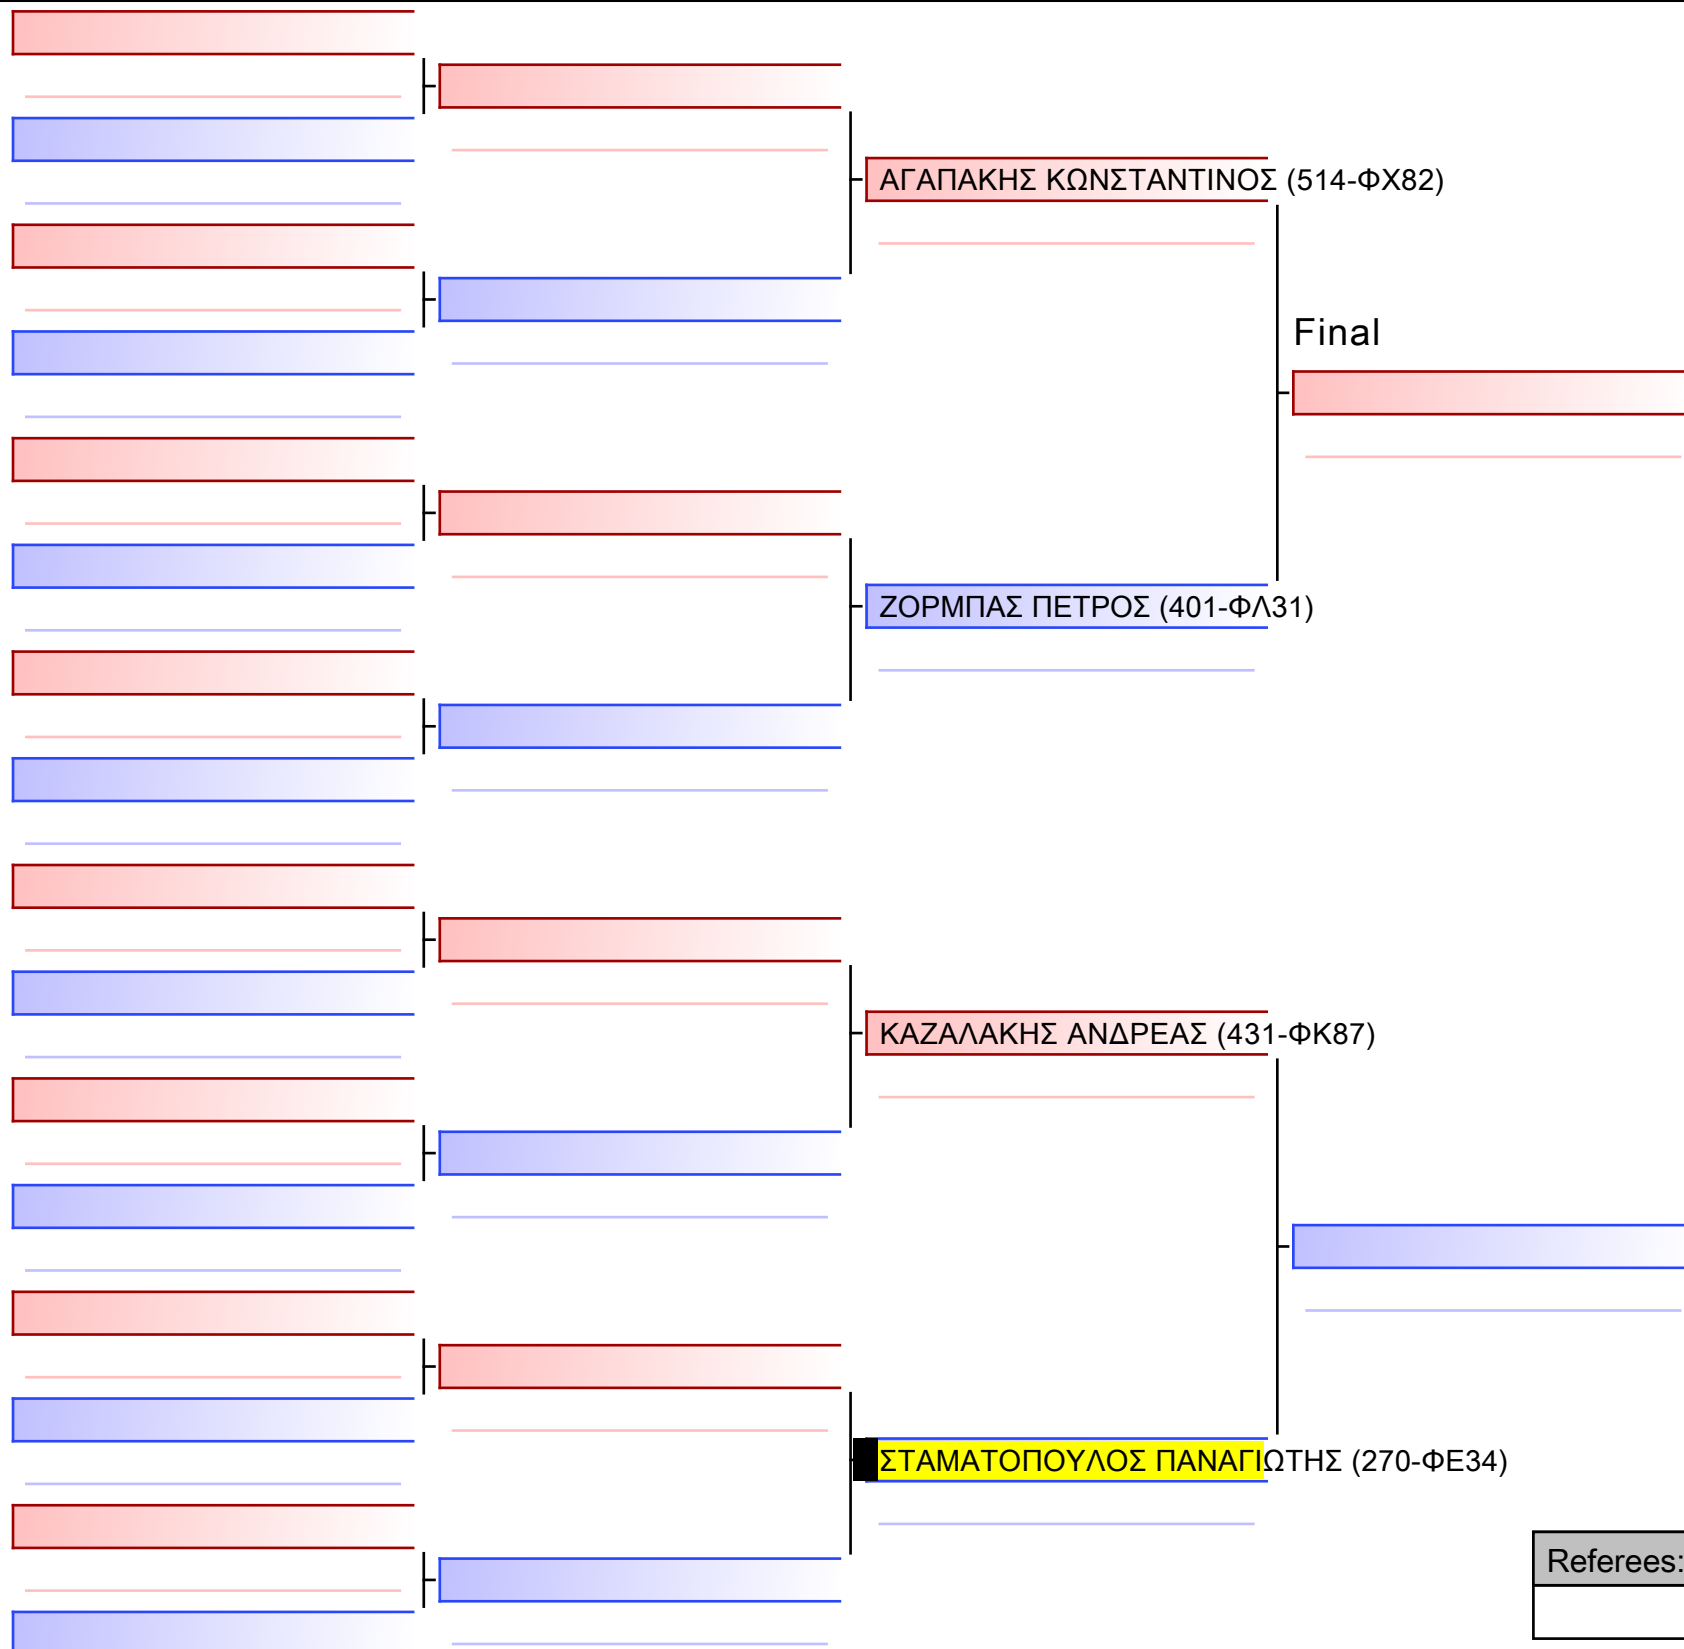 ΑΓΑΠΑΚΗΣ ΚΩΝΣΤΑΝΤΙΝΟΣ (514-ΦΧ82)
Final
ΖΟΡΜΠΑΣ ΠΕΤΡΟΣ (401-ΦΛ31)
ΚΑΖΑΛΑΚΗΣ ΑΝΔΡΕΑΣ (431-ΦΚ87)
ΣΤΑΜΑΤΟΠΟΥΛΟΣ ΠΑΝΑΓΙΩΤΗΣ (270-ΦΕ34)
Referees: